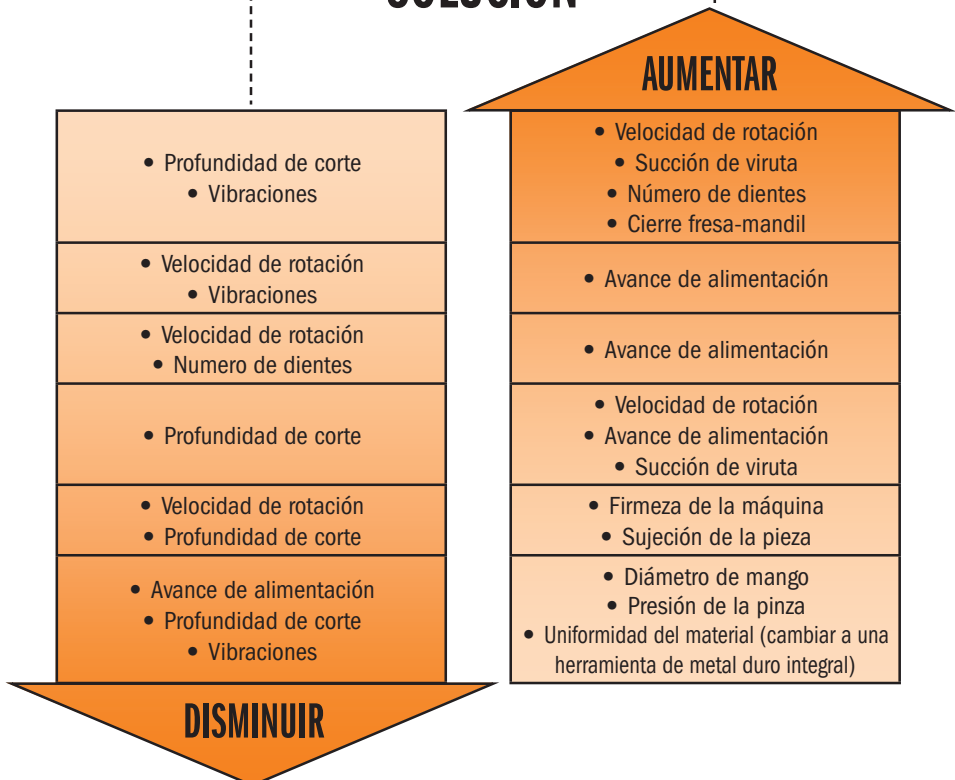 SOLUCIÓN
AUMENTAR
• Profundidad de corte
• Vibraciones
• Velocidad de rotación
• Vibraciones
• Velocidad de rotación
• Numero de dientes
• Profundidad de corte
• Velocidad de rotación
• Profundidad de corte
• Avance de alimentación
• Profundidad de corte
• Vibraciones
DISMINUIR
• Velocidad de rotación
• Succión de viruta
• Número de dientes
• Cierre fresa-mandil
• Avance de alimentación
• Avance de alimentación
• Velocidad de rotación
• Avance de alimentación
• Succión de viruta
• Firmeza de la máquina
• Sujeción de la pieza
• Diámetro de mango
• Presión de la pinza
• Uniformidad del material (cambiar a una
herramienta de metal duro integral)